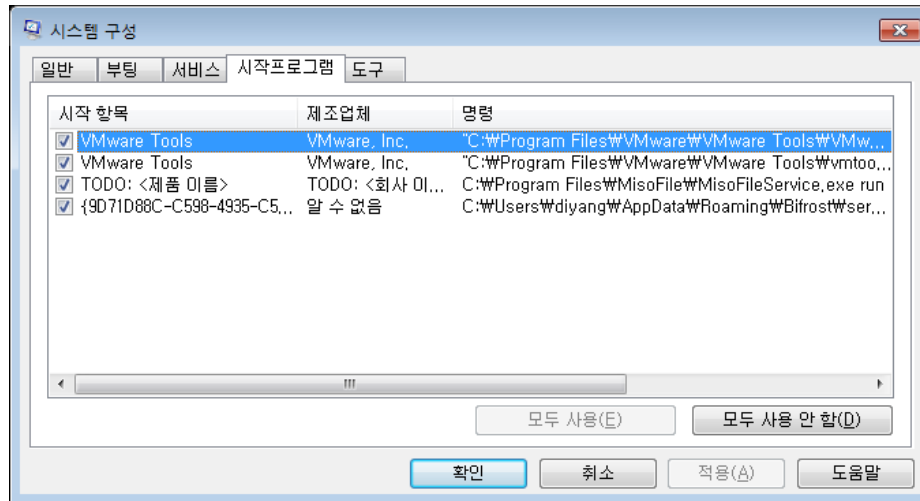 시스템 구성
일반 부팅 서비스 시작프로그램 도구
시작 항목 제조업체 명령
VMware Tools VMware, Inc, "C:₩Program Files₩VMware₩VMware Tools₩VMw...
VMware Tools VMware, Inc, "C:₩Program Files₩VMware₩VMware Tools₩vmtoo...
TODO: <제품 이름> TODO: <회사 이... C:₩Program Files₩MisoFile₩MisoFileService,exe run
{9D71D88C-C598-4935-C5... 알 수 없음 C:₩Users₩diyang₩AppData₩Roaming₩Bifrost₩ser...
모두 사용(E) 모두 사용 안 함(D)
확인 취소 적용(A) 도움말